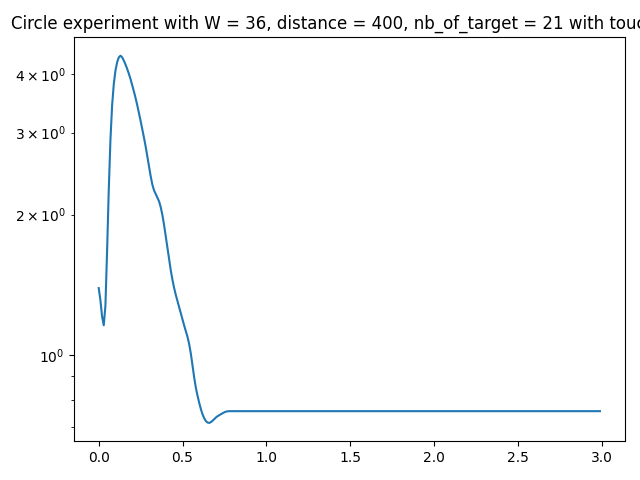 Circle experiment with W = 36, distance = 400, nb_of_target = 21 with touc
4 × 10⁰
3 × 10⁰
2 × 10⁰
10⁰
0.0 0.5 1.0 1.5 2.0 2.5 3.0